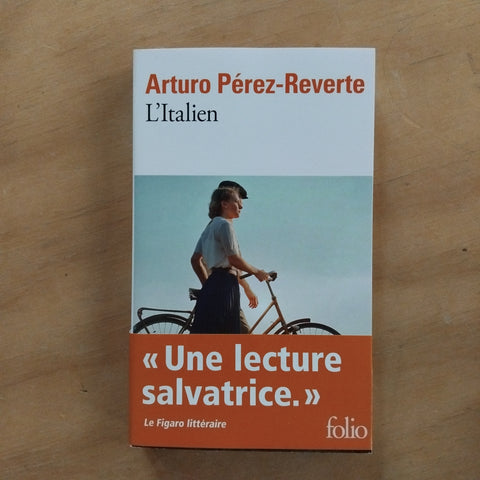 Arturo Pérez-Reverte
L'Italien
« Une lecture
salvatrice. »
Le Figaro littéraire
folio